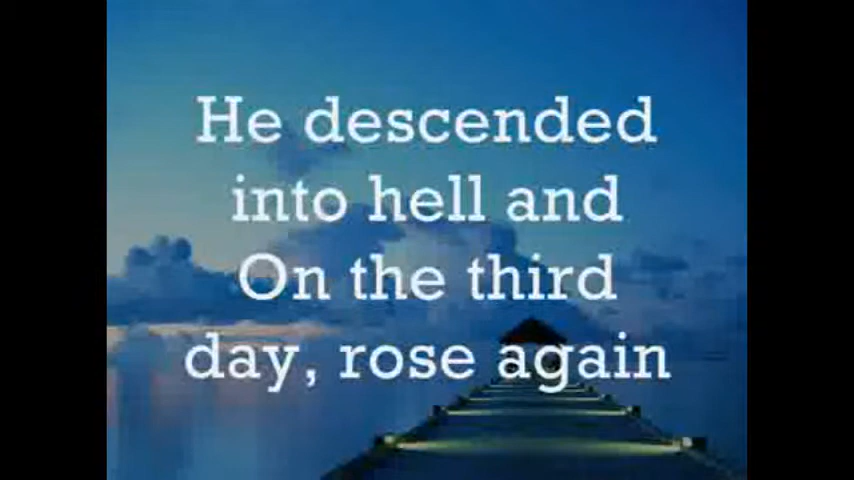 He descended
into hell and
On the third
day, rose again